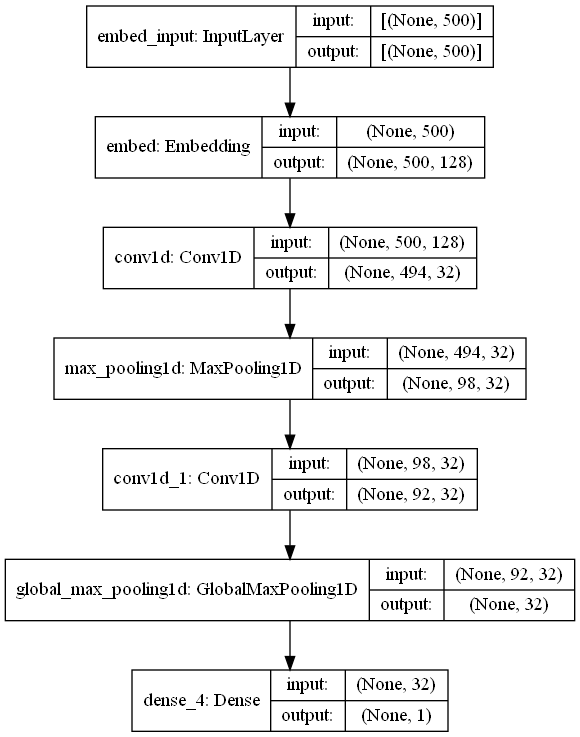 embed_input: InputLayer
input:
[(None, 500)]
output:
[(None, 500)]
embed: Embedding
input:
(None, 500)
output:
(None, 500, 128)
conv1d: Conv1D
input:
(None, 500, 128)
output:
(None, 494, 32)
max_pooling1d: MaxPooling1D
input:
(None, 494, 32)
output:
(None, 98, 32)
conv1d_1: Conv1D
input:
(None, 98, 32)
output:
(None, 92, 32)
global_max_pooling1d: GlobalMaxPooling1D
input:
(None, 92, 32)
output:
(None, 32)
dense_4: Dense
input:
(None, 32)
output:
(None, 1)